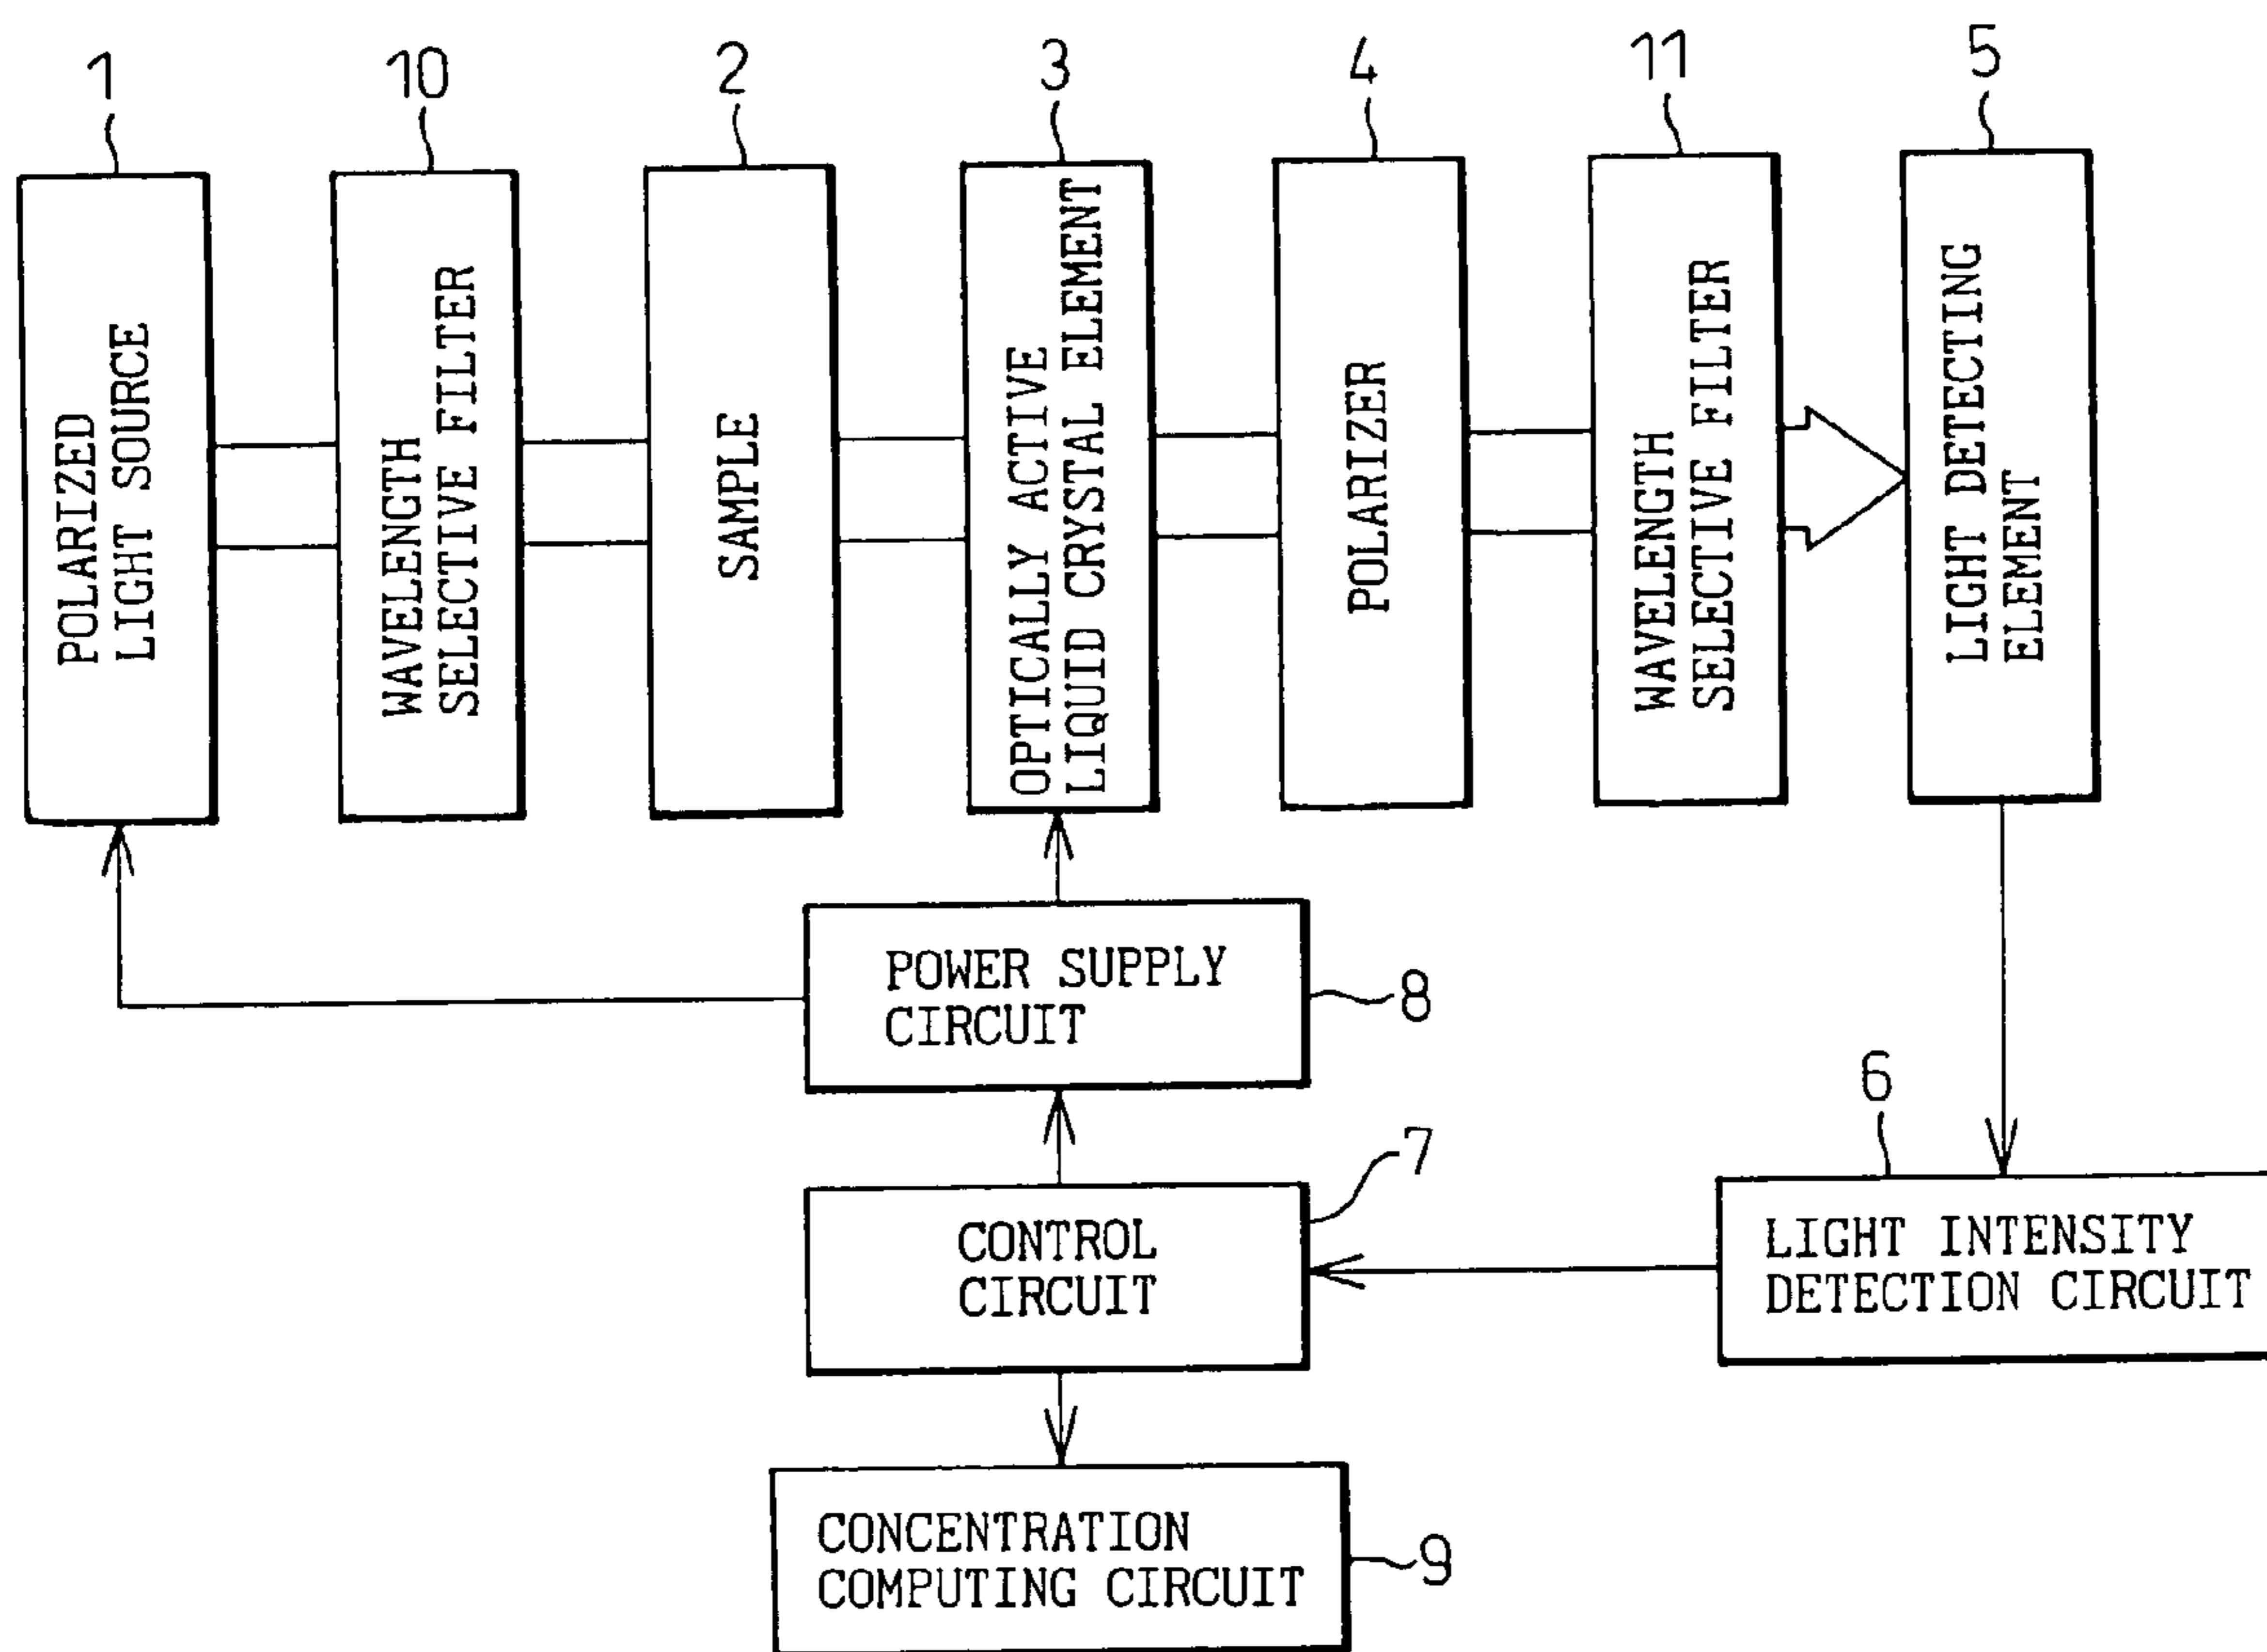 1
10
2
3
4
11
5
POLARIZED
LIGHT SOURCE
WAVELENGTH
SELECTIVE FILTER
SAMPLE
OPTICALLY ACTIVE
LIQUID CRYSTAL ELEMENT
POLARIZER
WAVELENGTH
SELECTIVE FILTER
LIGHT DETECTING
ELEMENT
POWER SUPPLY
CIRCUIT
8
6
7
CONTROL
CIRCUIT
LIGHT INTENSITY
DETECTION CIRCUIT
CONCENTRATION
COMPUTING CIRCUIT
9